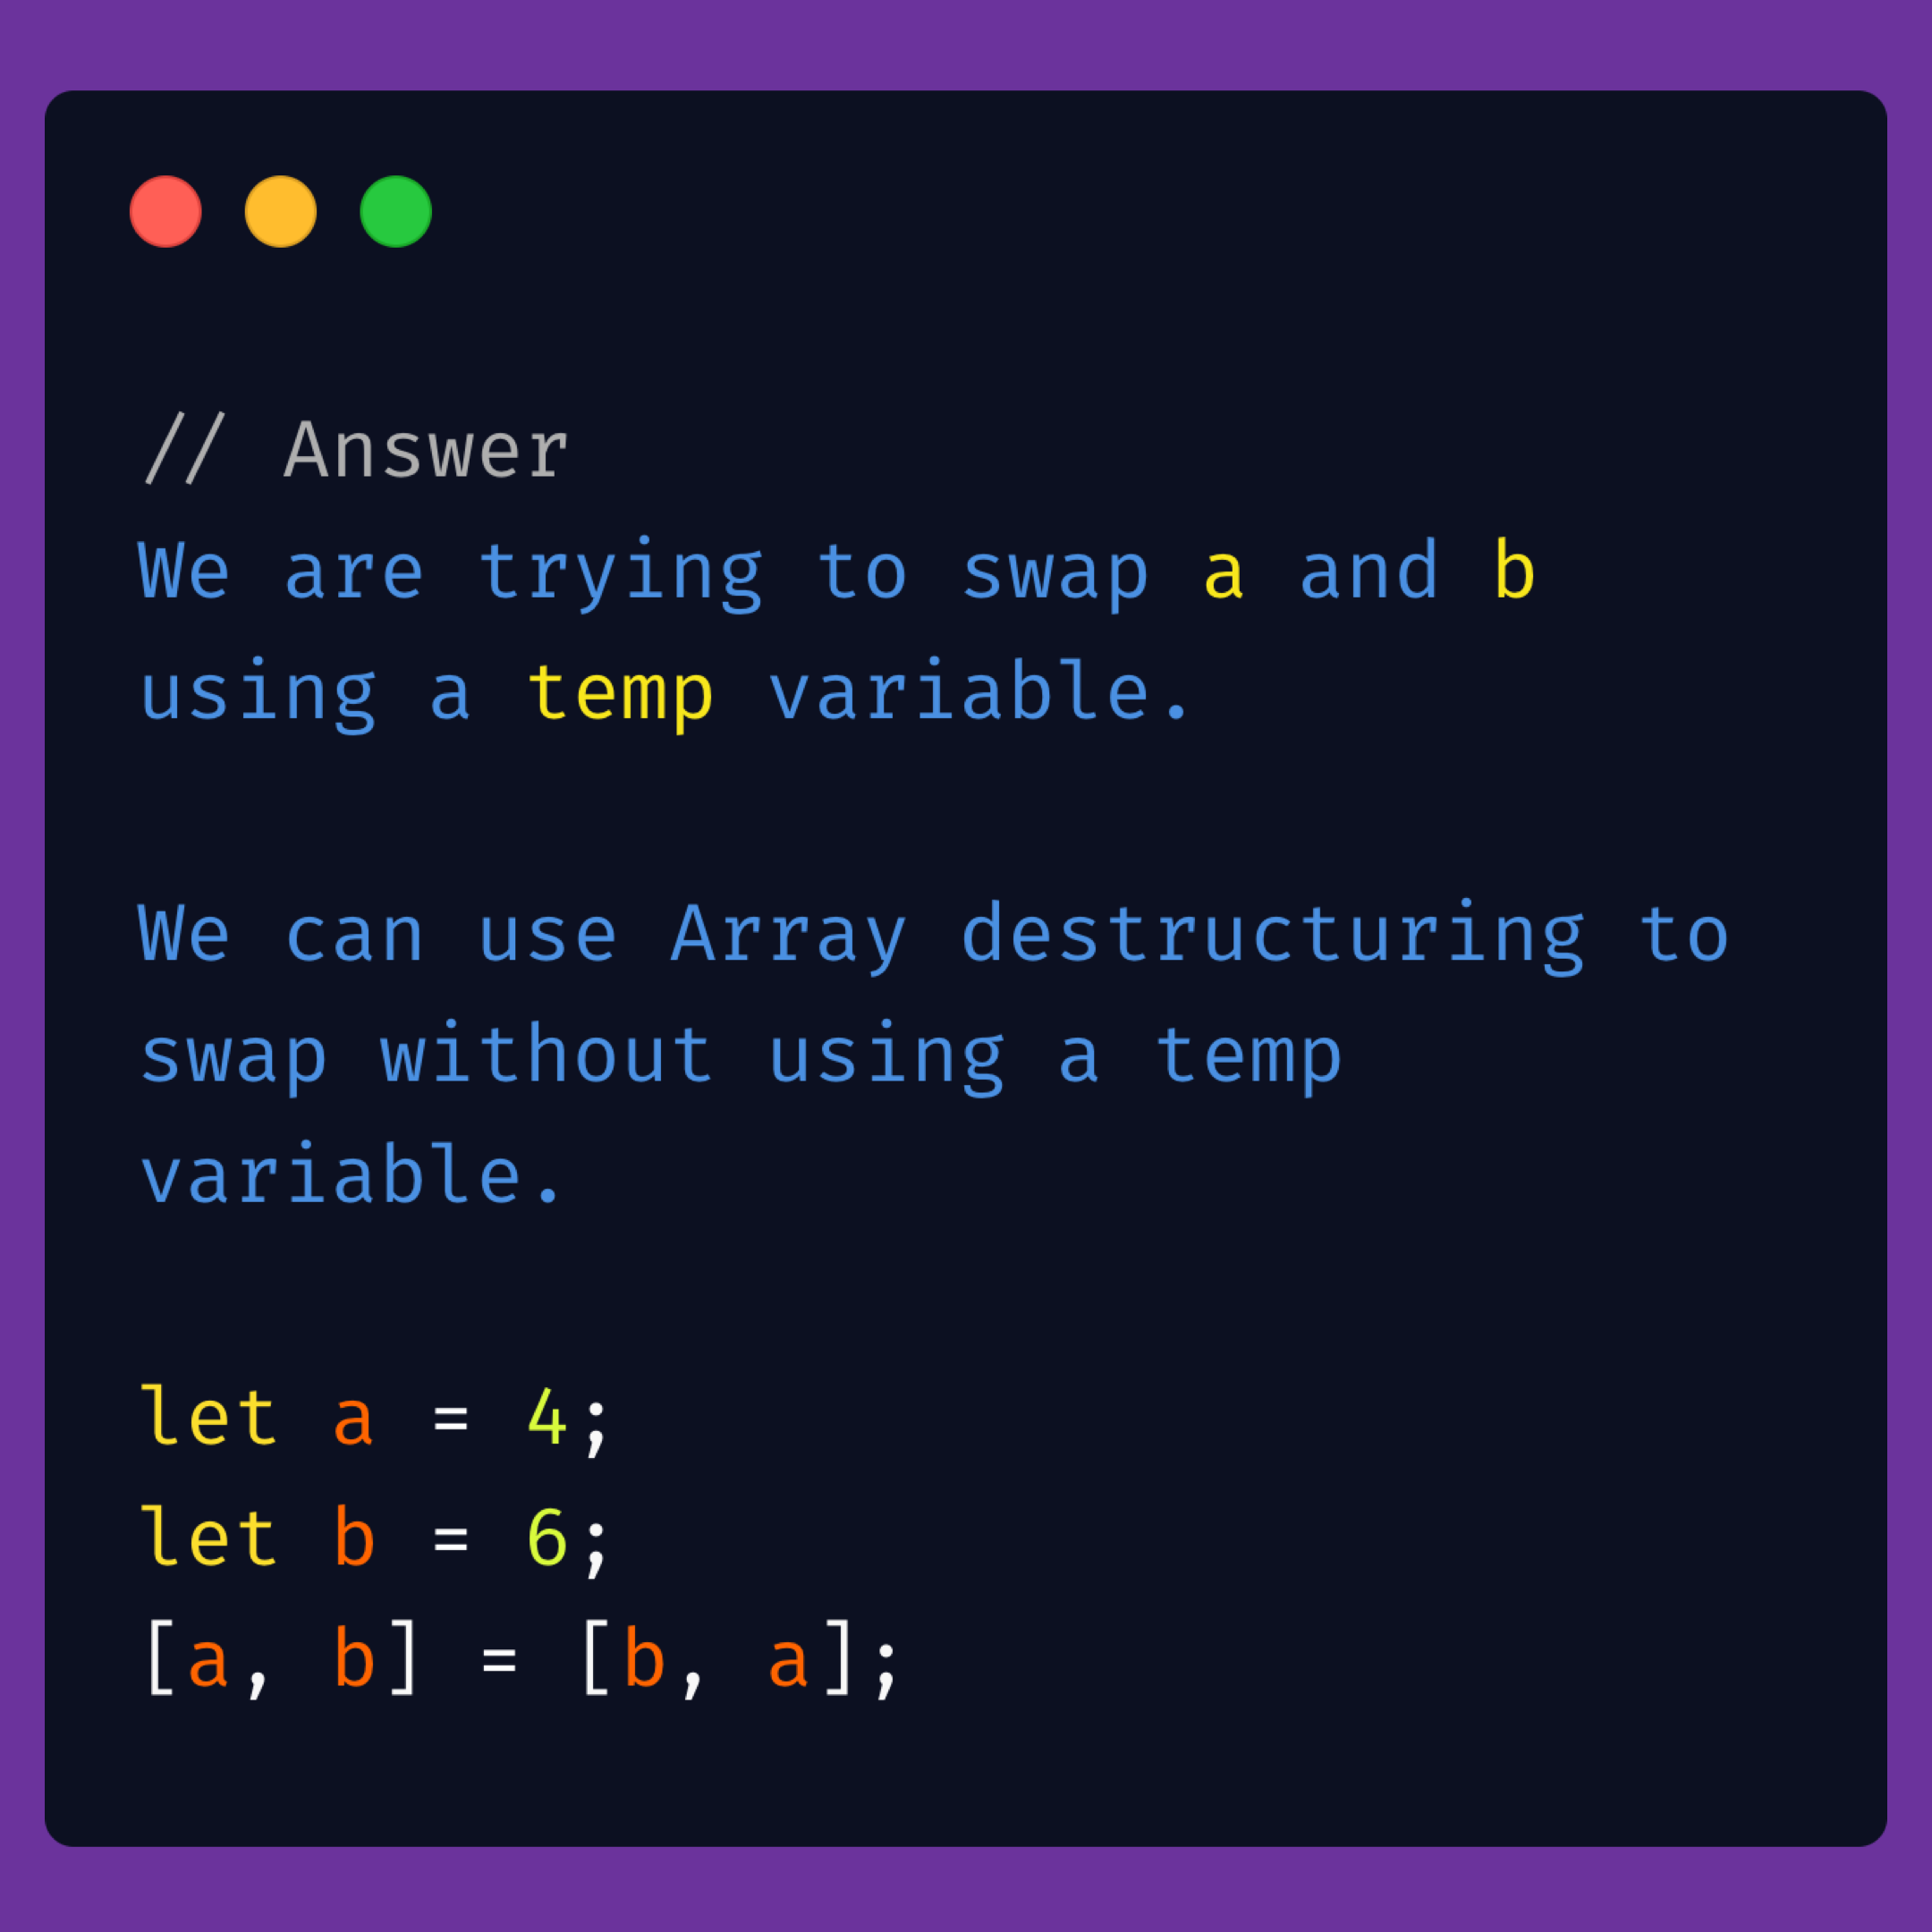 // Answer
We are trying to swap a and b
using a temp variable.
We can use Array destructuring to
swap without using a temp
variable.
let a = 4;
let b = 6;
[a, b] = [b, a];